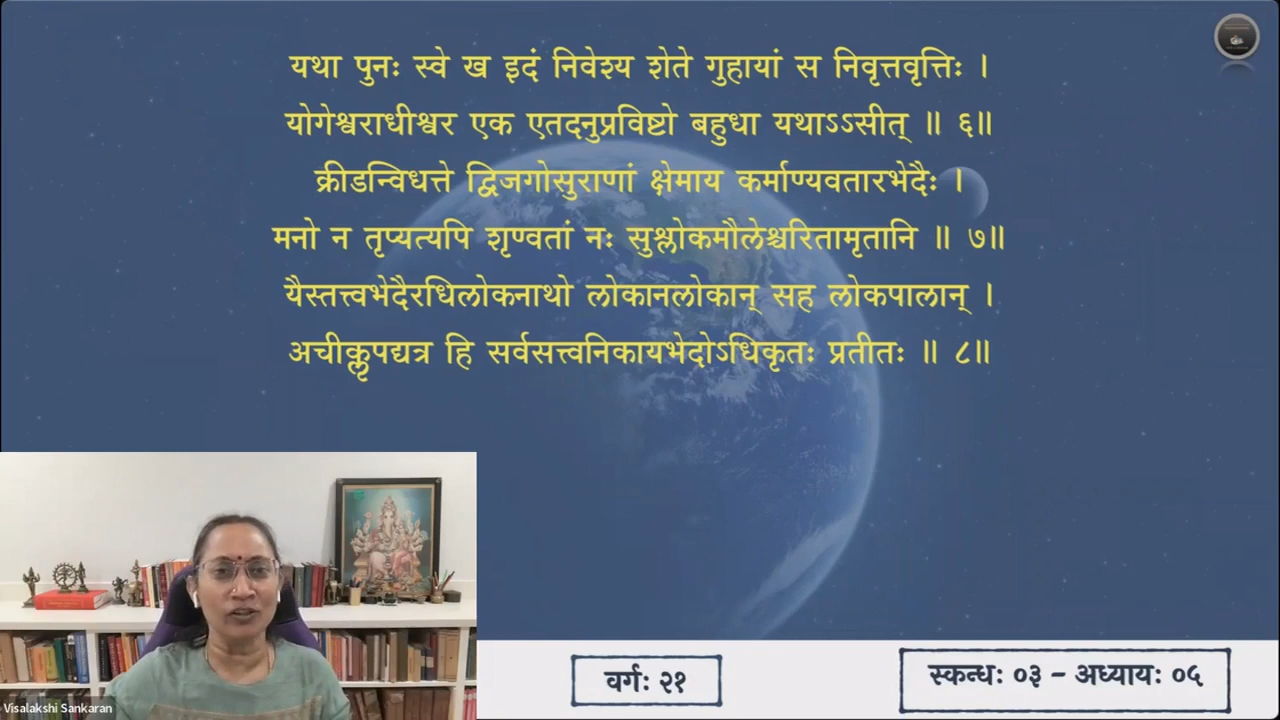 यथा पुनः स्वे ख इदं निवेश्य शेते गुहायां स निवृत्तवृत्तिः ।
योगेश्वराधीश्वर एक एतदनुप्रविष्टो बहुधा यथाऽऽसीत् ॥ ६॥
क्रीडन्विधत्ते द्विजगोसुराणां क्षेमाय कर्माण्यवतारभेदैः ।
मनो न तृप्यत्यपि शृण्वतां नः सुश्लोकमौलेश्चरितामृतानि ॥ ७॥
यैस्तत्त्वभेदैरधिलोकनाथो लोकानलोकान् सह लोकपालान् ।
अचीकॢपद्यत्र हि सर्वसत्त्वनिकायभेदोऽधिकृतः प्रतीतः ॥ ८॥
Visalakshi Sankaran
वर्गः २१
स्कन्धः ०३ – अध्यायः ०५